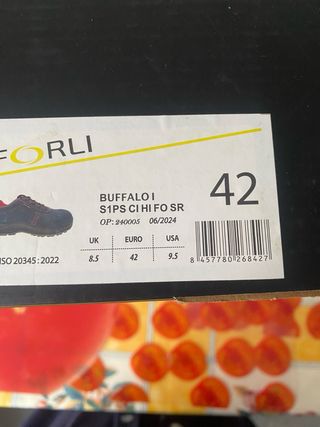 FORLI
BUFFALO I
S1PS CI HI FO SR
42
OP: 240005 06/2024
UK EURO USA
8.5 42 9.5
ISO 20345:2022
8 457780 268427